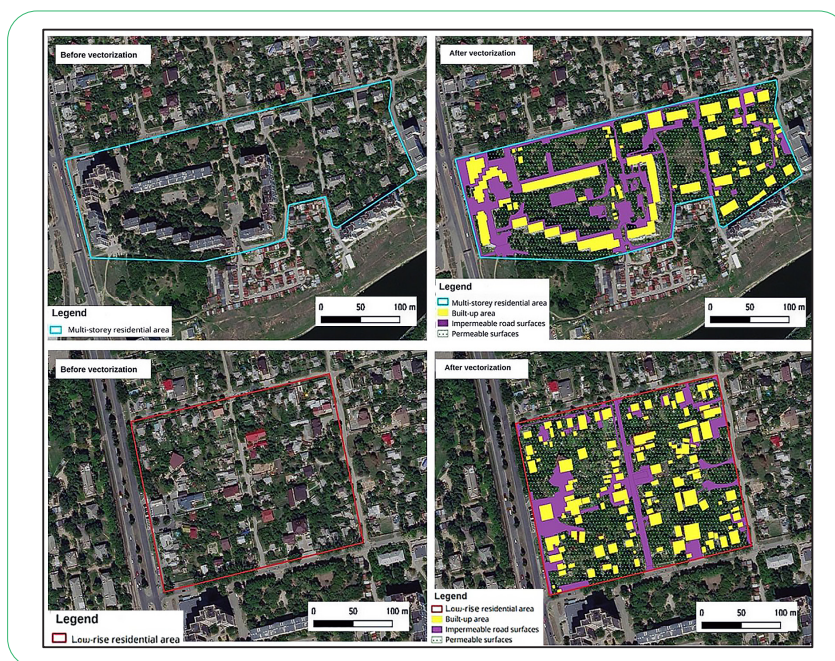 Before vectorization
After vectorization
Legend
Multi-storey residential area
0 50 100 m
Legend
Multi-storey residential area
Built-up area
Impermeable road surfaces
Permeable surfaces
0 50 100 m
Before vectorization
After vectorization
Legend
Low-rise residential area
0 50 100 m
Legend
Low-rise residential area
Built-up area
Impermeable road surfaces
Permeable surfaces
0 50 100 m